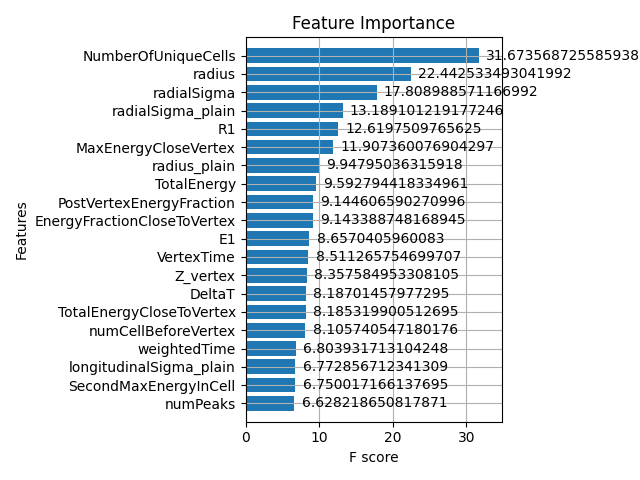 Feature Importance
Features
NumberOfUniqueCells 31.673568725585938
radius 22.442533493041992
radialSigma 17.808988571166992
radialSigma_plain 13.189101219177246
R1 12.6197509765625
MaxEnergyCloseVertex 11.907360076904297
radius_plain 9.94795036315918
TotalEnergy 9.592794418334961
PostVertexEnergyFraction 9.144606590270996
EnergyFractionCloseToVertex 9.143388748168945
E1 8.6570405960083
VertexTime 8.511265754699707
Z_vertex 8.357584953308105
DeltaT 8.18701457977295
TotalEnergyCloseToVertex 8.185319900512695
numCellBeforeVertex 8.105740547180176
weightedTime 6.803931713104248
longitudinalSigma_plain 6.772856712341309
SecondMaxEnergyInCell 6.750017166137695
numPeaks 6.628218650817871
0 10 20 30
F score